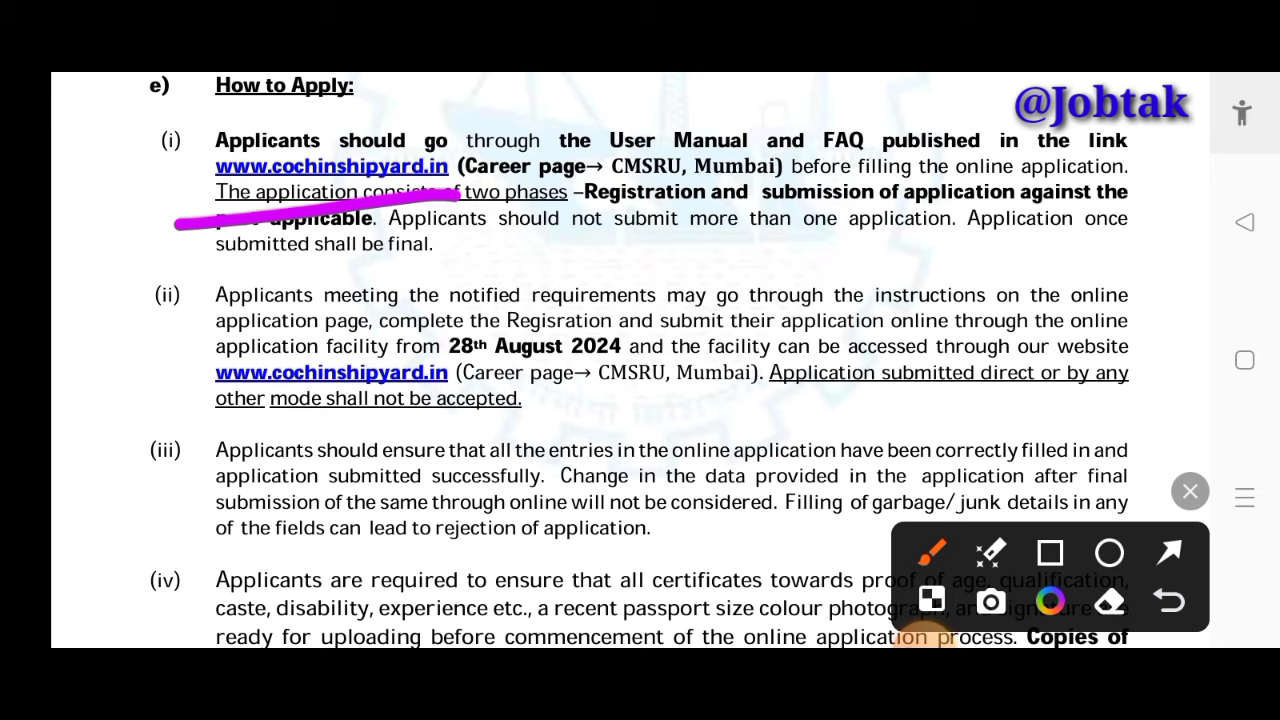 @Jobtak
e) How to Apply:
(i) Applicants should go through the User Manual and FAQ published in the link
www.cochinshipyard.in (Career page→ CMSRU, Mumbai) before filling the online application.
The application consists of two phases –Registration and submission of application against the
applicable. Applicants should not submit more than one application. Application once
submitted shall be final.
(ii) Applicants meeting the notified requirements may go through the instructions on the online
application page, complete the Regisration and submit their application online through the online
application facility from 28th August 2024 and the facility can be accessed through our website
www.cochinshipyard.in (Career page→ CMSRU, Mumbai). Application submitted direct or by any
other mode shall not be accepted.
(iii) Applicants should ensure that all the entries in the online application have been correctly filled in and
application submitted successfully. Change in the data provided in the application after final
submission of the same through online will not be considered. Filling of garbage/ junk details in any
of the fields can lead to rejection of application.
(iv) Applicants are required to ensure that all certificates towards proof of age, qualification,
caste, disability, experience etc., a recent passport size colour photograph, and signature
ready for uploading before commencement of the online application process. Copies of